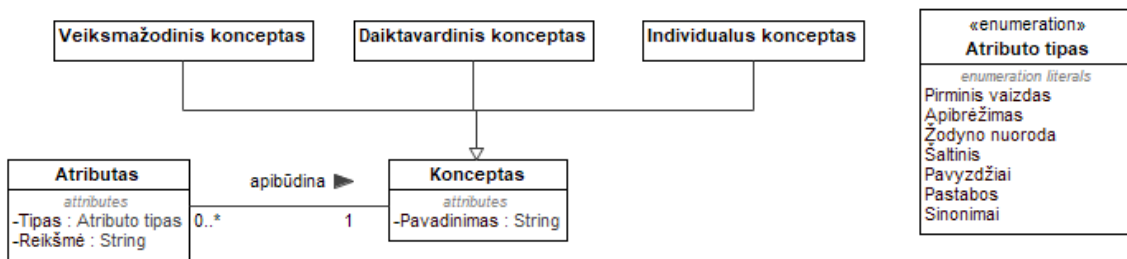 Veiksmažodinis konceptas
Daiktavardinis konceptas
Individualus konceptas
«enumeration»
Atributo tipas
enumeration literals
Pirminis vaizdas
Apibrėžimas
Žodyno nuoroda
Šaltinis
Pavyzdžiai
Pastabos
Sinonimai
Atributas
attributes
-Tipas : Atributo tipas
-Reikšmė : String
apibūdina
0..*
1
Konceptas
attributes
-Pavadinimas : String